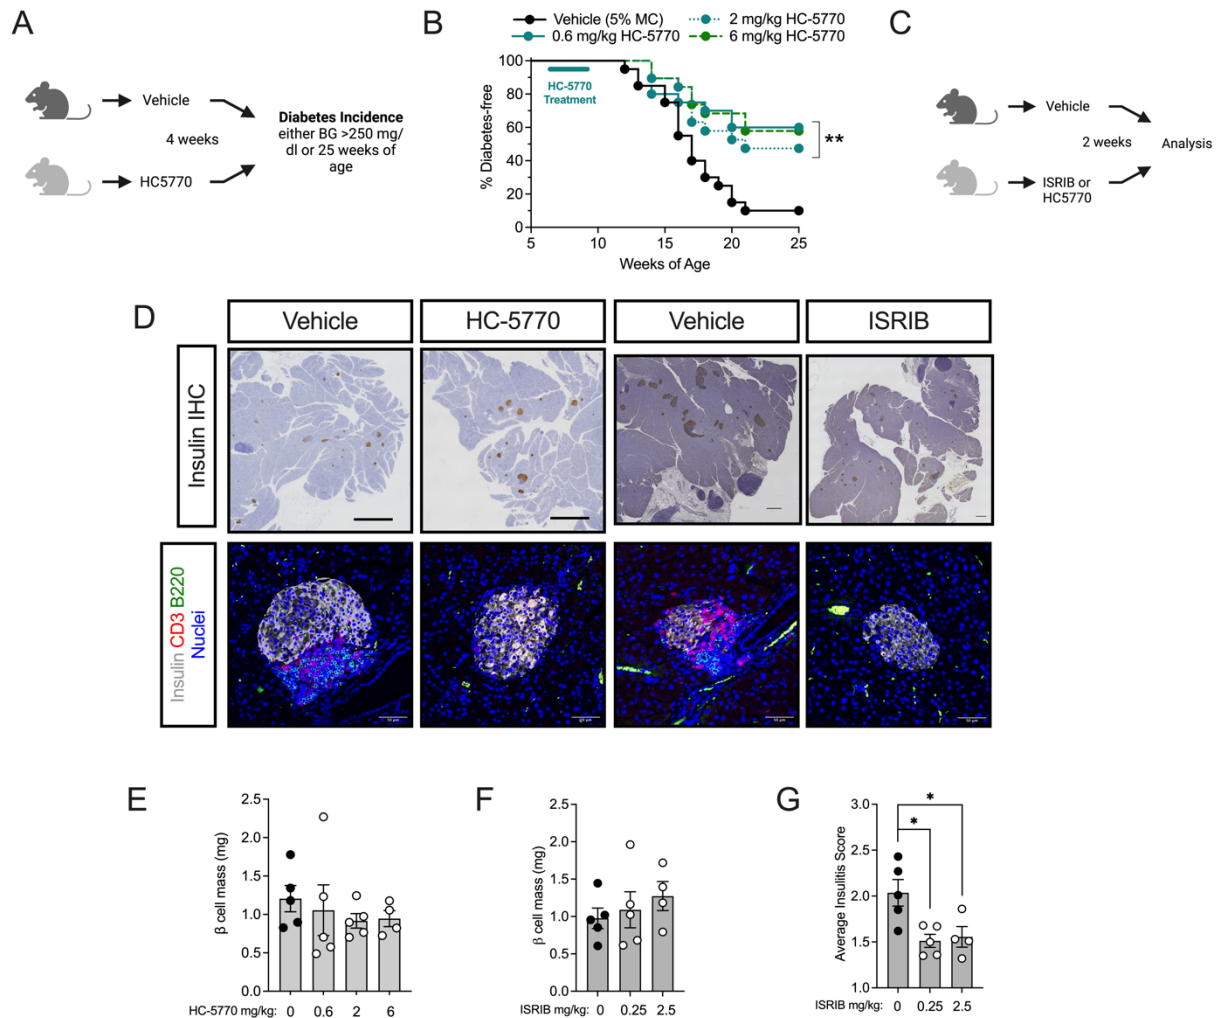 A
Vehicle
4 weeks
HC5770
Diabetes Incidence
either BG >250 mg/
dl or 25 weeks of
age
B
Vehicle (5% MC)
2 mg/kg HC-5770
0.6 mg/kg HC-5770
6 mg/kg HC-5770
% Diabetes-free
100
80
60
40
20
0
HC-5770
Treatment
**
5
10
15
20
25
Weeks of Age
C
Vehicle
2 weeks
ISRIB or
HC5770
Analysis
D
Vehicle
HC-5770
Vehicle
ISRIB
Insulin IHC
Insulin CD3 B220
Nuclei
50 µm
50 µm
50 µm
E
β cell mass (mg)
2.5
2.0
1.5
1.0
0.5
0.0
HC-5770 mg/kg: 0 0.6 2 6
F
β cell mass (mg)
2.5
2.0
1.5
1.0
0.5
0.0
ISRIB mg/kg: 0 0.25 2.5
G
Average Insulitis Score
3.0
2.5
2.0
1.5
1.0
*
*
ISRIB mg/kg: 0 0.25 2.5